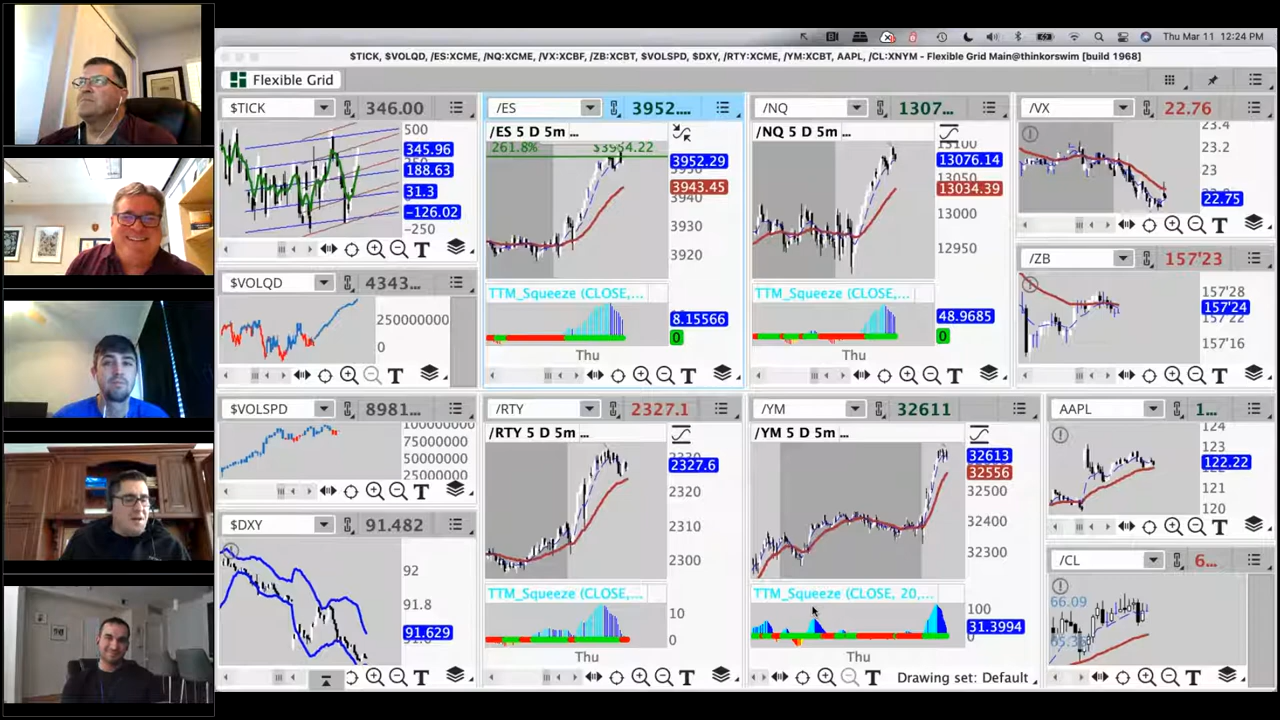 Thu Mar 11 12:24 PM
$TICK, $VOLQD, /ES:XCME, /NQ:XCME, /VX:XCBF, /ZB:XCBT, $VOLSPD, $DXY, /RTY:XCME, /YM:XCBT, AAPL, /CL:XNYM - Flexible Grid Main@thinkorswim [build 1968]
Flexible Grid
$TICK 346.00
500
345.96
188.63
31.3
-126.02
-250
T
$VOLQD 4343...
250000000
0
T
$VOLSPD 8981...
75000000
50000000
25000000
T
$DXY 91.482
92
91.8
91.629
T
/ES 3952....
/ES 5 D 5m ...
261.8% $3954.22
3952.29
3943.45
3940
3930
3920
TTM_Squeeze (CLOSE,...
8.15566
0
Thu
T
/NQ 1307...
/NQ 5 D 5m ...
13100
13076.14
13050
13034.39
13000
12950
TTM_Squeeze (CLOSE,...
48.9685
0
Thu
T
/VX 22.76
23.4
23.2
23
22.75
T
/ZB 157'23
157'28
157'24
157'22
157'16
T
/RTY 2327.1
/RTY 5 D 5m ...
2327.6
2320
2310
2300
TTM_Squeeze (CLOSE,...
10
0
Thu
T
/YM 32611
/YM 5 D 5m ...
32613
32556
32500
32400
32300
TTM_Squeeze (CLOSE, 20,...
100
31.3994
Thu
T Drawing set: Default
AAPL 1...
124
123
122.22
121
120
T
/CL 6...
66.09
T